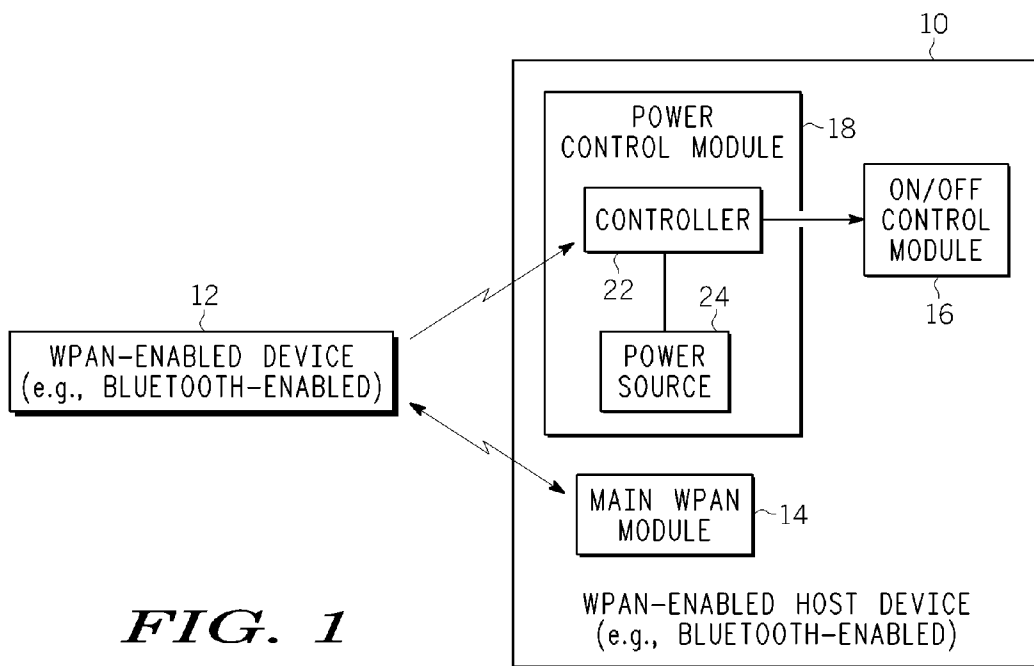 10
POWER
CONTROL MODULE
18
CONTROLLER
ON/OFF
CONTROL
MODULE
22
24
16
12
WPAN-ENABLED DEVICE
(e.g., BLUETOOTH-ENABLED)
POWER
SOURCE
MAIN WPAN
MODULE
14
WPAN-ENABLED HOST DEVICE
(e.g., BLUETOOTH-ENABLED)
FIG. 1